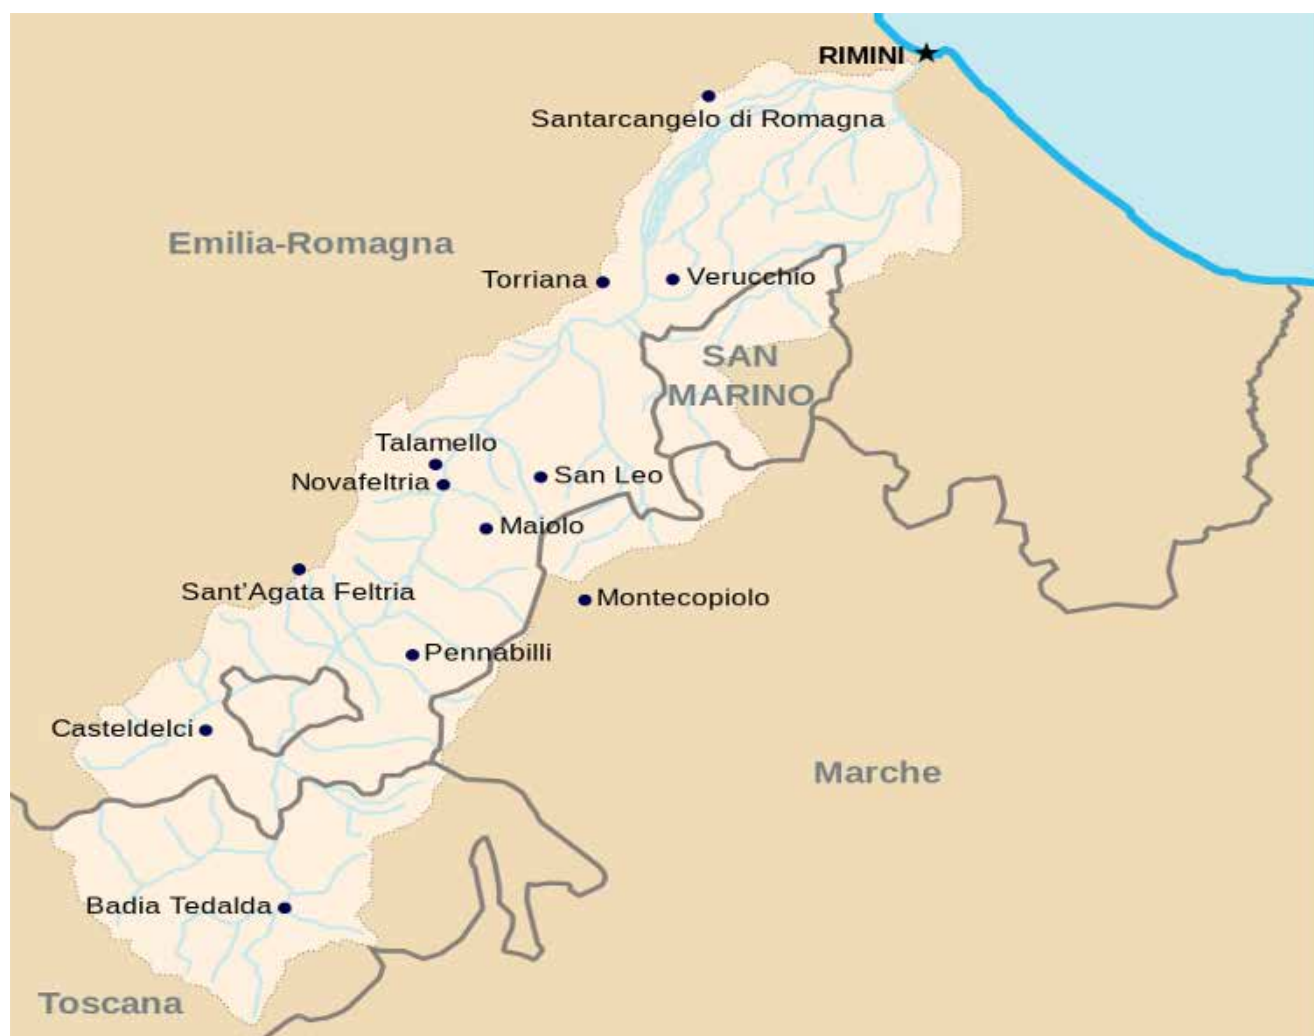 RIMINI
Santarcangelo di Romagna
Emilia-Romagna
Torriana
Verucchio
SAN
MARINO
Talamello
Novafeltria
San Leo
Maiolo
Sant’Agata Feltria
Montecopiolo
Pennabilli
Casteldelci
Marche
Badia Tedalda
Toscana